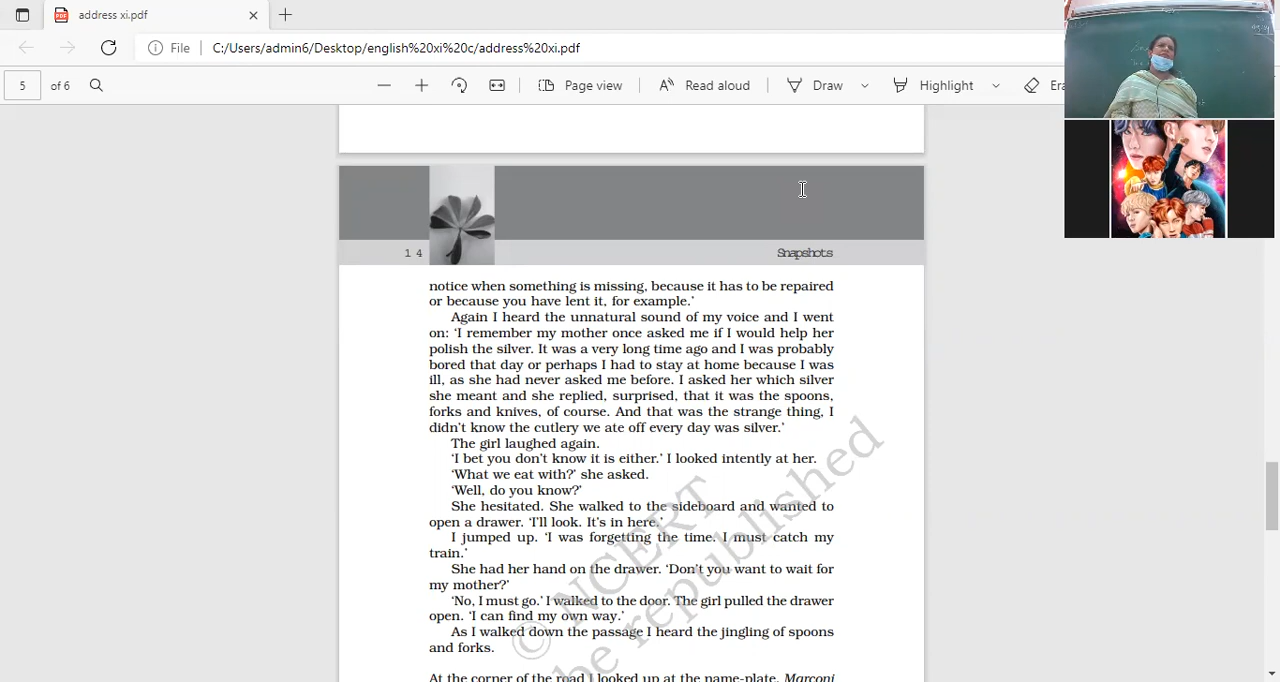 address xi.pdf
File
C:/Users/admin6/Desktop/english%20xi%20c/address%20xi.pdf
5 of 6
Page view
Read aloud
Draw
Highlight
14
Snapshots
notice when something is missing, because it has to be repaired
or because you have lent it, for example.'
Again I heard the unnatural sound of my voice and I went
on: 'I remember my mother once asked me if I would help her
polish the silver. It was a very long time ago and I was probably
bored that day or perhaps I had to stay at home because I was
ill, as she had never asked me before. I asked her which silver
she meant and she replied, surprised, that it was the spoons,
forks and knives, of course. And that was the strange thing, I
didn't know the cutlery we ate off every day was silver.'
The girl laughed again.
'I bet you don't know it is either.' I looked intently at her.
'What we eat with?' she asked.
'Well, do you know?'
She hesitated. She walked to the sideboard and wanted to
open a drawer. 'I'll look. It's in here.'
I jumped up. 'I was forgetting the time. I must catch my
train.'
She had her hand on the drawer. 'Don't you want to wait for
my mother?'
'No, I must go.' I walked to the door. The girl pulled the drawer
open. 'I can find my own way.'
As I walked down the passage I heard the jingling of spoons
and forks.
At the corner of the road I looked up at the name-plate. Marconi
© NCERT
be republished